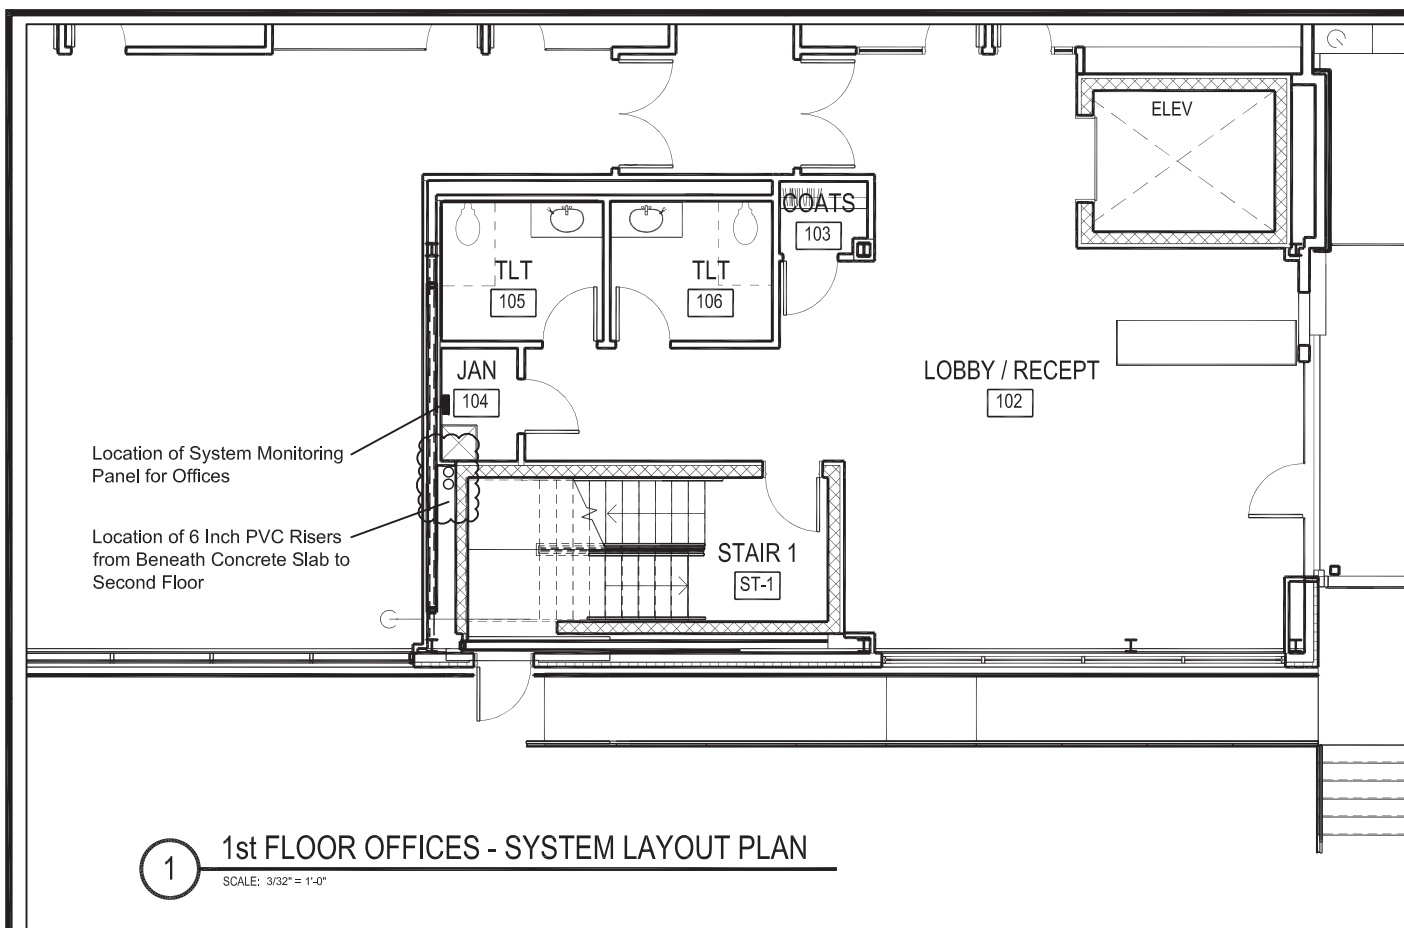 ELEV
COATS
103
TLT
105
TLT
106
JAN
104
LOBBY / RECEPT
102
Location of System Monitoring
Panel for Offices
Location of 6 Inch PVC Risers
from Beneath Concrete Slab to
Second Floor
STAIR 1
ST-1
1
1st FLOOR OFFICES - SYSTEM LAYOUT PLAN
SCALE: 3/32" = 1'-0"